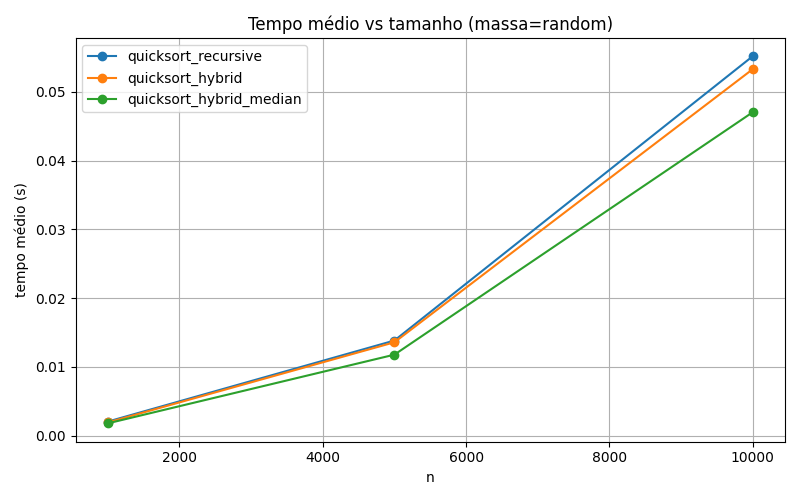 Tempo médio vs tamanho (massa=random)
quicksort_recursive
quicksort_hybrid
quicksort_hybrid_median
tempo médio (s)
0.05
0.04
0.03
0.02
0.01
0.00
2000 4000 6000 8000 10000
n